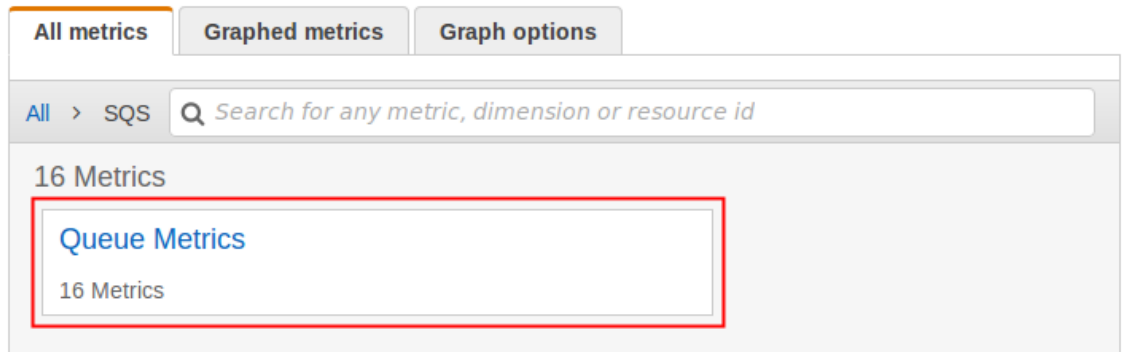 All metrics Graphed metrics Graph options
All > SQS Search for any metric, dimension or resource id
16 Metrics
Queue Metrics
16 Metrics